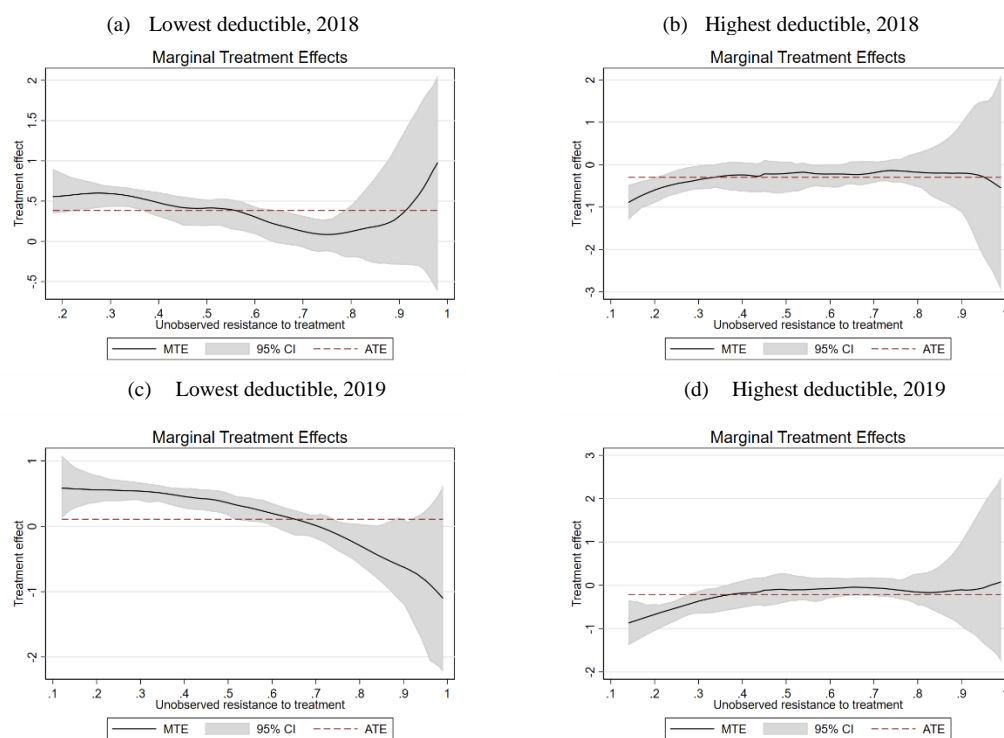 (a) Lowest deductible, 2018
Marginal Treatment Effects
Treatment effect
2
1.5
1
.5
0
-.5
.2 .3 .4 .5 .6 .7 .8 .9 1
Unobserved resistance to treatment
MTE 95% CI ATE
(b) Highest deductible, 2018
Marginal Treatment Effects
Treatment effect
2
1
0
-1
-2
-3
.1 .2 .3 .4 .5 .6 .7 .8 .9 1
Unobserved resistance to treatment
MTE 95% CI ATE
(c) Lowest deductible, 2019
Marginal Treatment Effects
Treatment effect
1
0
-1
-2
.1 .2 .3 .4 .5 .6 .7 .8 .9 1
Unobserved resistance to treatment
MTE 95% CI ATE
(d) Highest deductible, 2019
Marginal Treatment Effects
Treatment effect
3
2
1
0
-1
-2
.1 .2 .3 .4 .5 .6 .7 .8 .9 1
Unobserved resistance to treatment
MTE 95% CI ATE